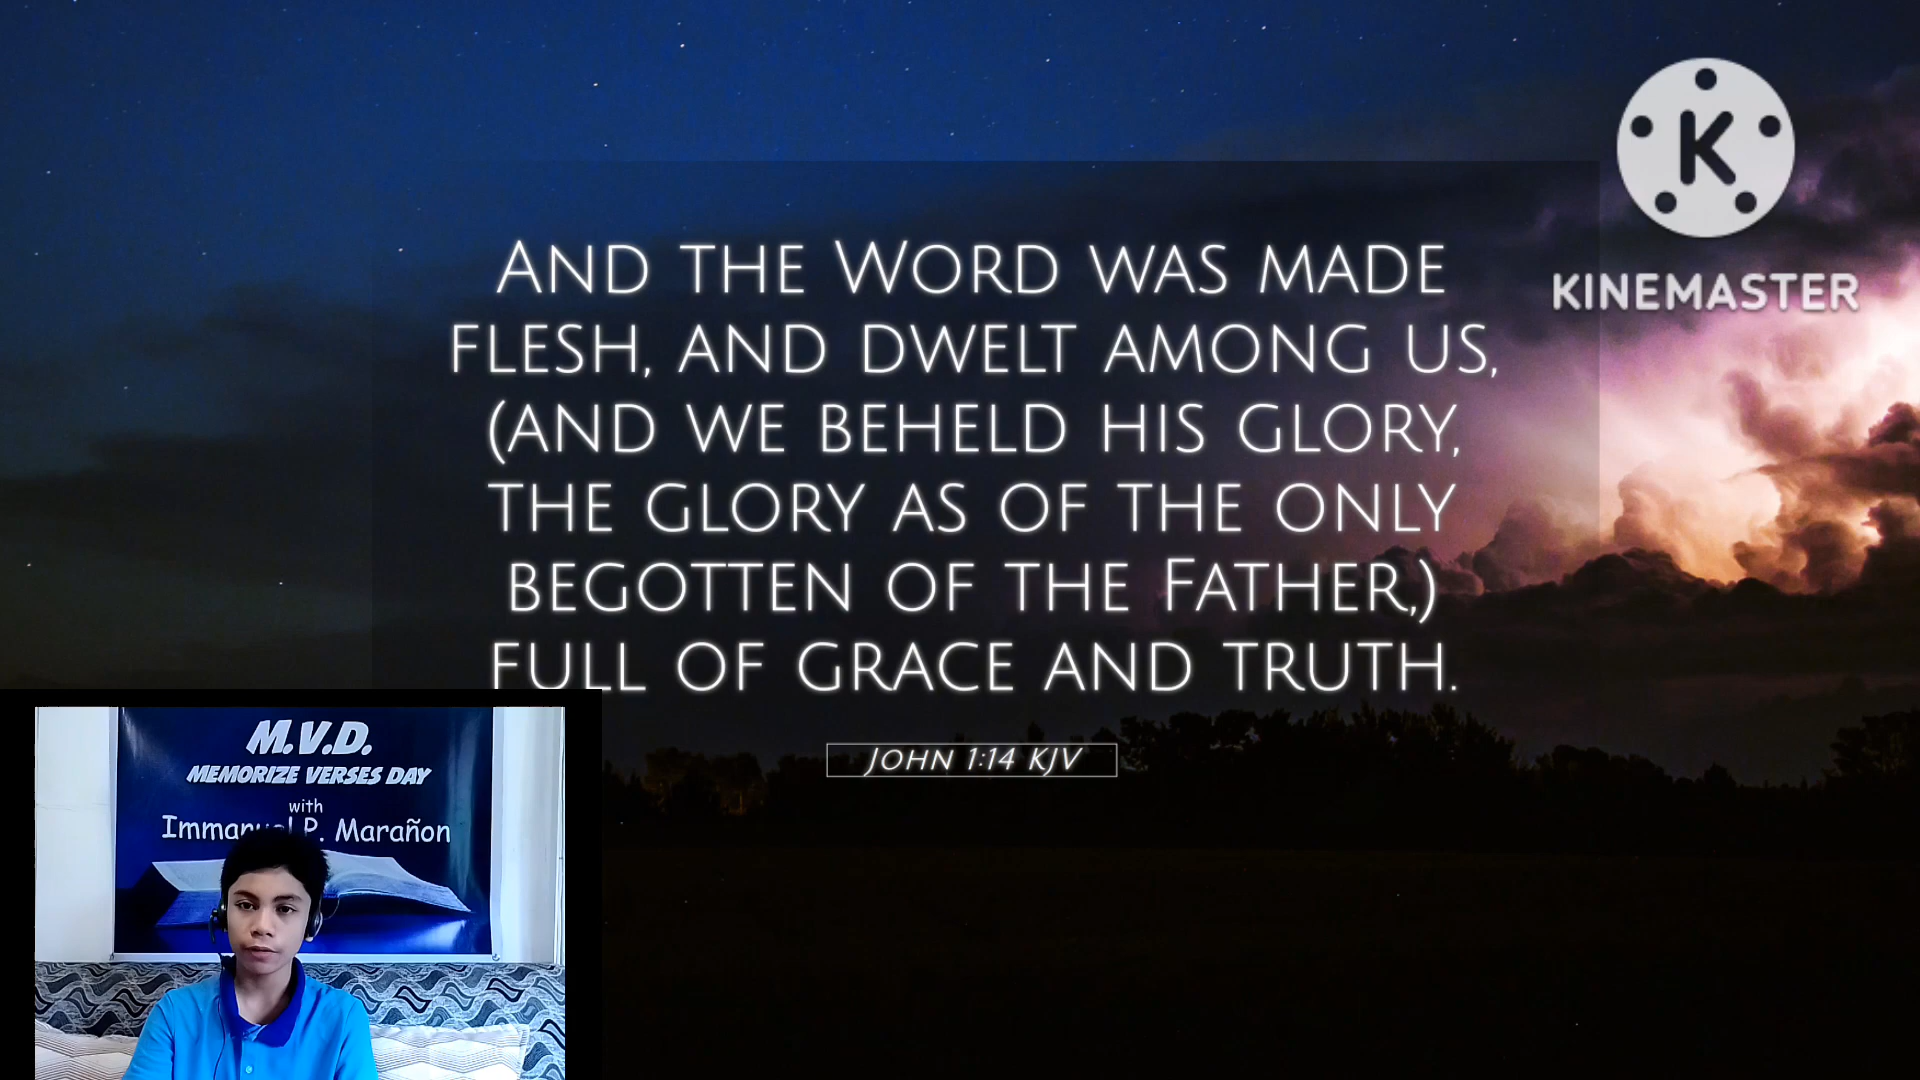 And the Word was made
flesh, and dwelt among us,
(and we beheld his glory,
the glory as of the only
begotten of the Father,)
full of grace and truth.
John 1:14 KJV
K
KINEMASTER
M.V.D.
MEMORIZE VERSES DAY
with
Immanuel P. Marañon